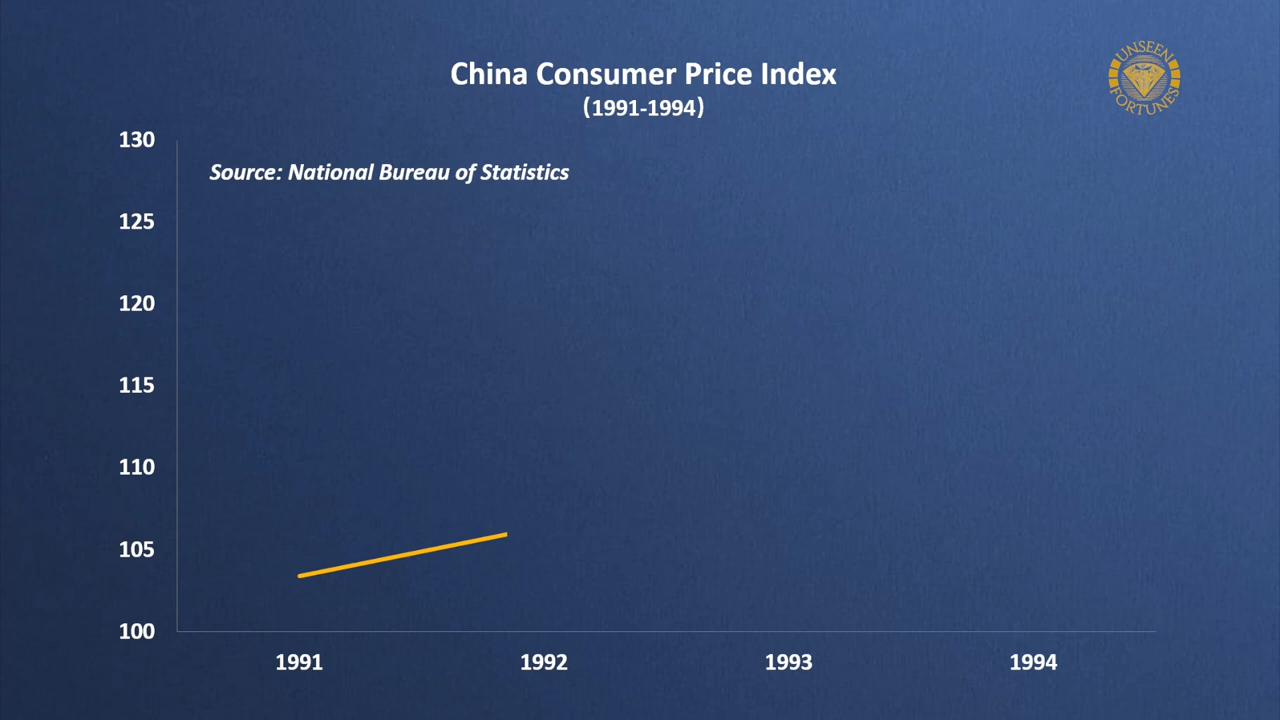 China Consumer Price Index
(1991-1994)
UNSEEN
FORTUNES
130
Source: National Bureau of Statistics
125
120
115
110
105
100
1991 1992 1993 1994